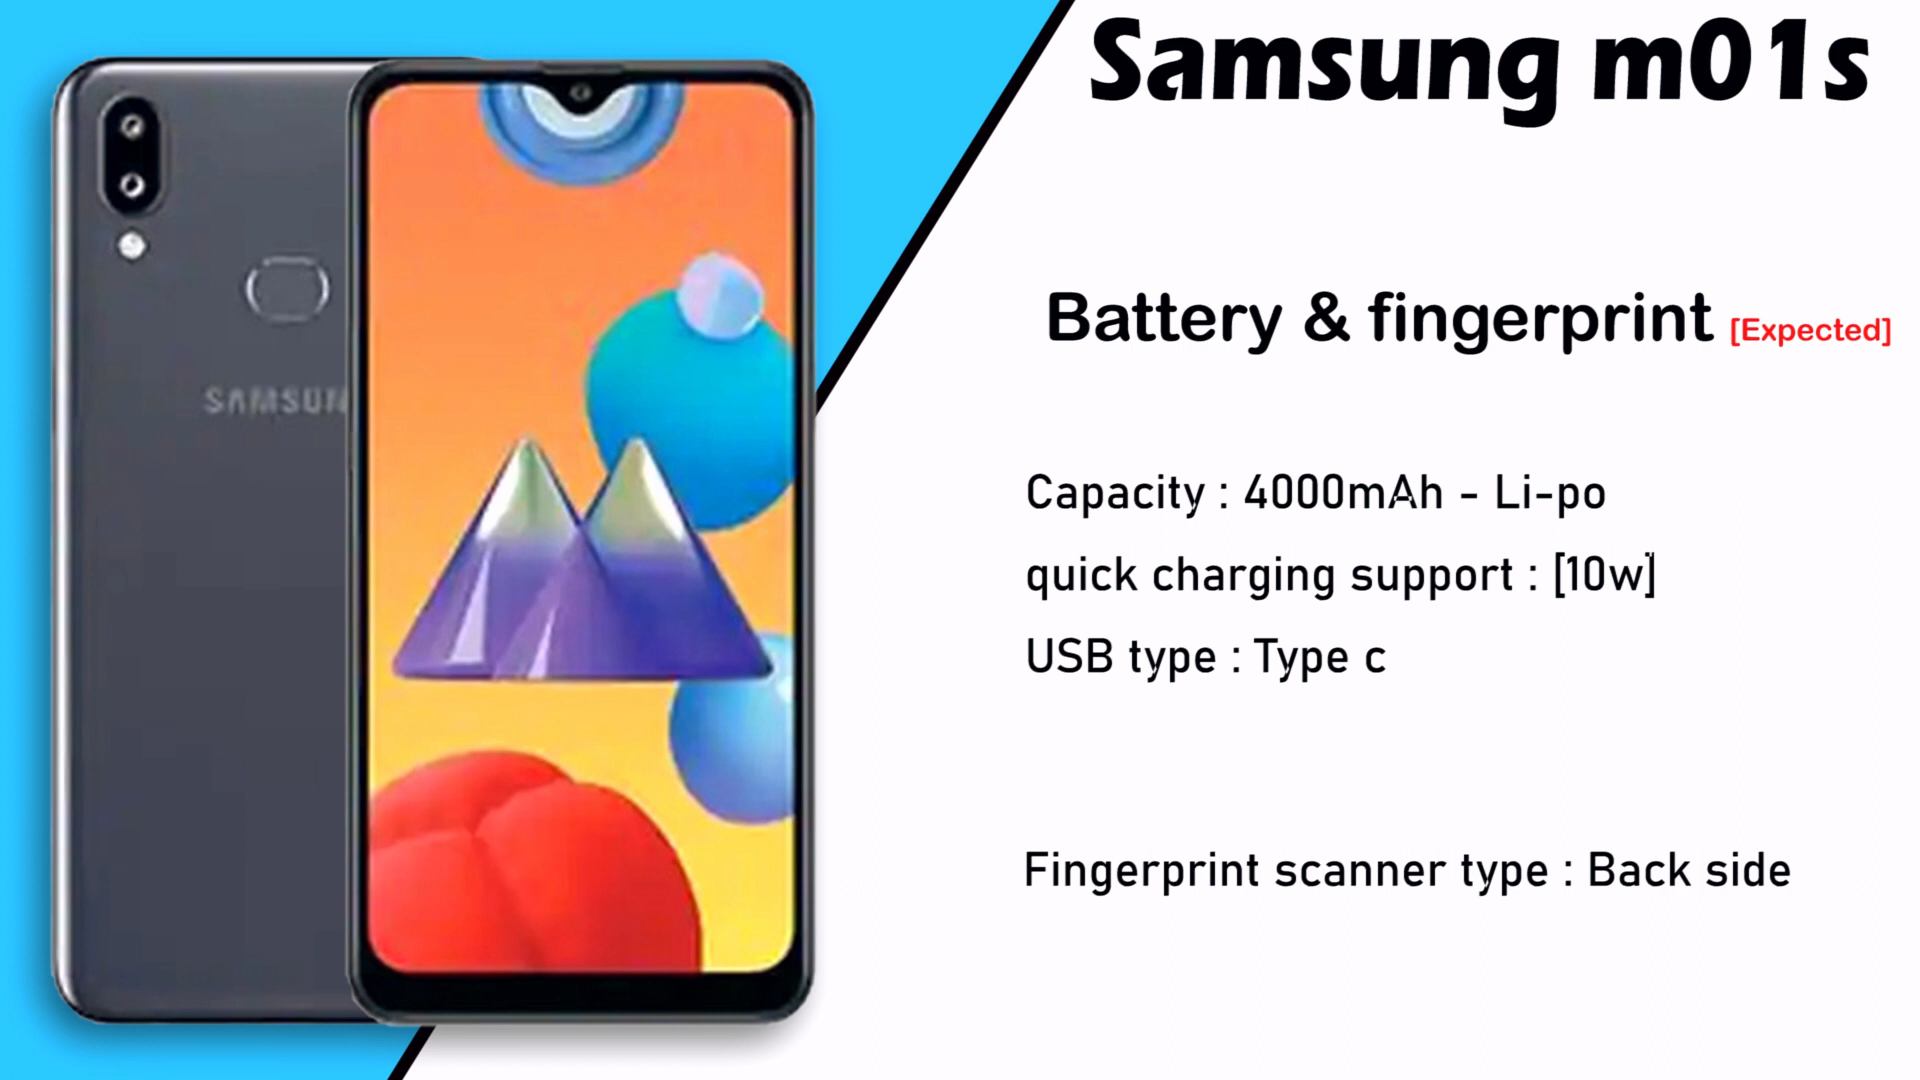 Samsung m01s
Battery & fingerprint [Expected]
SAMSUN
Capacity : 4000mAh - Li-po
quick charging support : [10w]
USB type : Type c
Fingerprint scanner type : Back side